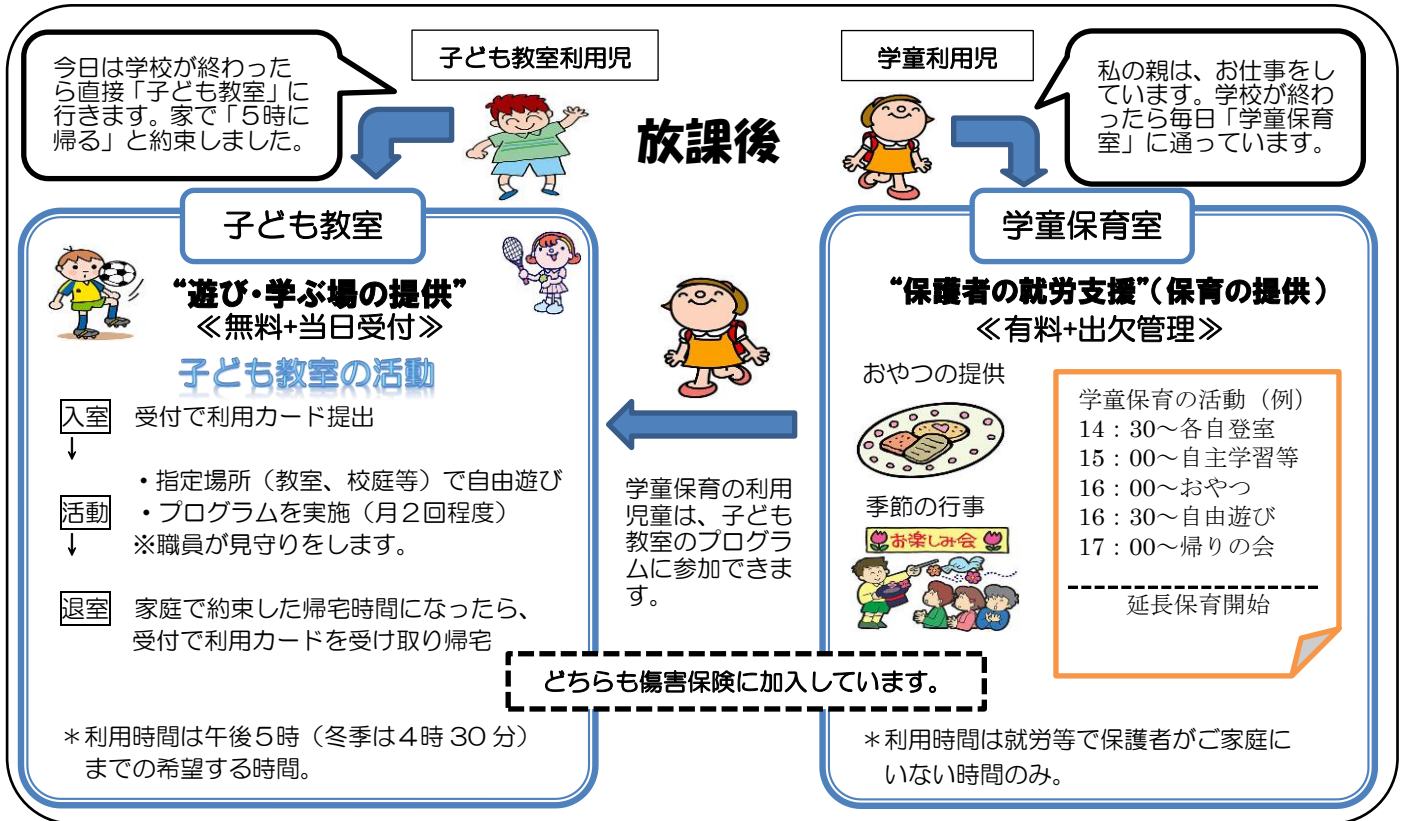 子ども教室利用児
学童利用児
今日は学校が終わった
ら直接「子ども教室」に
行きます。家で「5時に
帰る」と約束しました。
放課後
私の親は、お仕事をし
ています。学校が終わ
ったら毎日「学童保育
室」に通っています。
子ども教室
“遊び・学ぶ場の提供”
≪無料+当日受付≫
子ども教室の活動
入室 受付で利用カード提出
↓
・指定場所（教室、校庭等）で自由遊び
活動 ・プログラムを実施（月２回程度）
↓ ※職員が見守りをします。
退室 家庭で約束した帰宅時間になったら、
受付で利用カードを受け取り帰宅
＊利用時間は午後５時（冬季は４時 30 分）
までの希望する時間。
学童保育の利用
児童は、子ども
教室のプログラ
ムに参加できま
す。
どちらも傷害保険に加入しています。
学童保育室
“保護者の就労支援”（保育の提供）
≪有料+出欠管理≫
おやつの提供
季節の行事
お楽しみ会
学童保育の活動（例）
14：30～各自登室
15：00～自主学習等
16：00～おやつ
16：30～自由遊び
17：00～帰りの会
延長保育開始
＊利用時間は就労等で保護者がご家庭に
いない時間のみ。